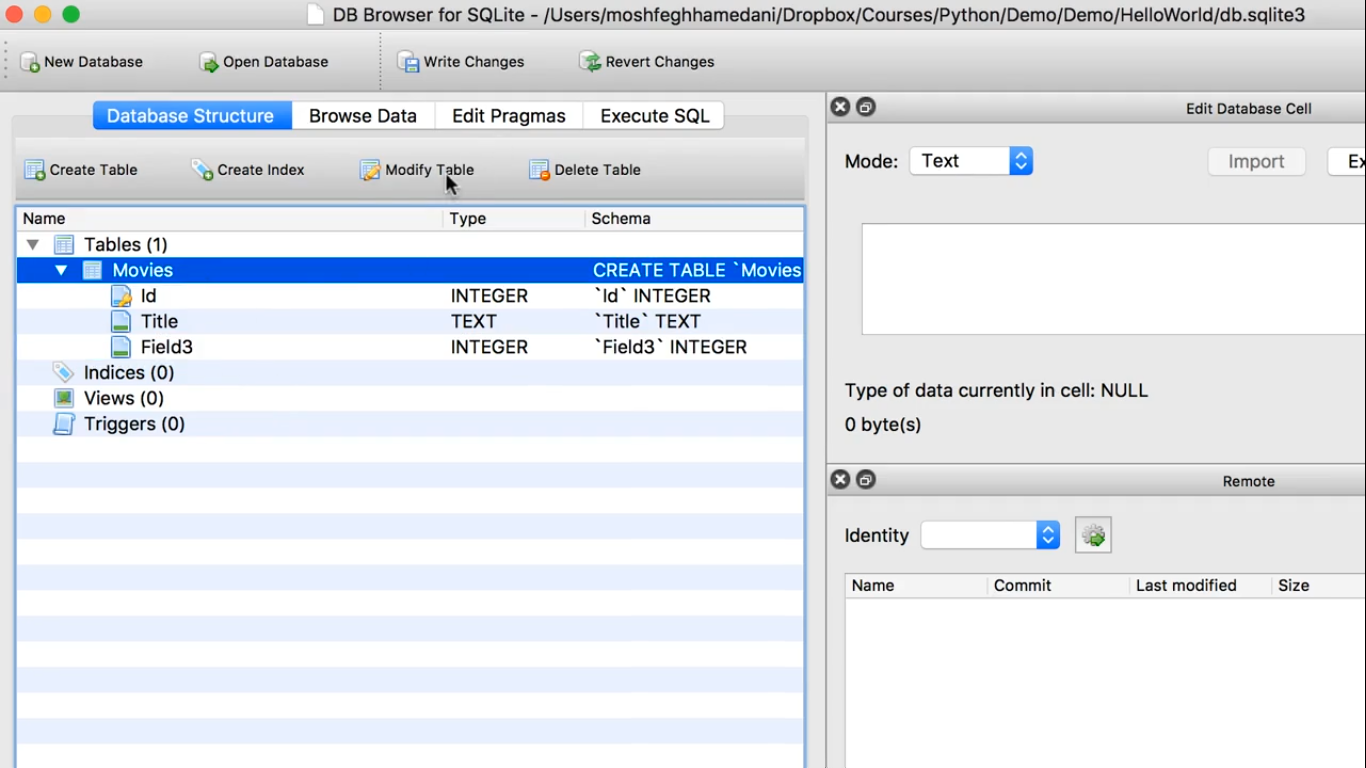 DB Browser for SQLite - /Users/moshfeghhamedani/Dropbox/Courses/Python/Demo/Demo/HelloWorld/db.sqlite3
New Database Open Database Write Changes Revert Changes
Database Structure Browse Data Edit Pragmas Execute SQL
Create Table Create Index Modify Table Delete Table
Name Type Schema
Tables (1)
Movies CREATE TABLE `Movies
Id INTEGER `Id` INTEGER
Title TEXT `Title` TEXT
Field3 INTEGER `Field3` INTEGER
Indices (0)
Views (0)
Triggers (0)
Edit Database Cell
Mode: Text Import Ex
Type of data currently in cell: NULL
0 byte(s)
Remote
Identity
Name Commit Last modified Size